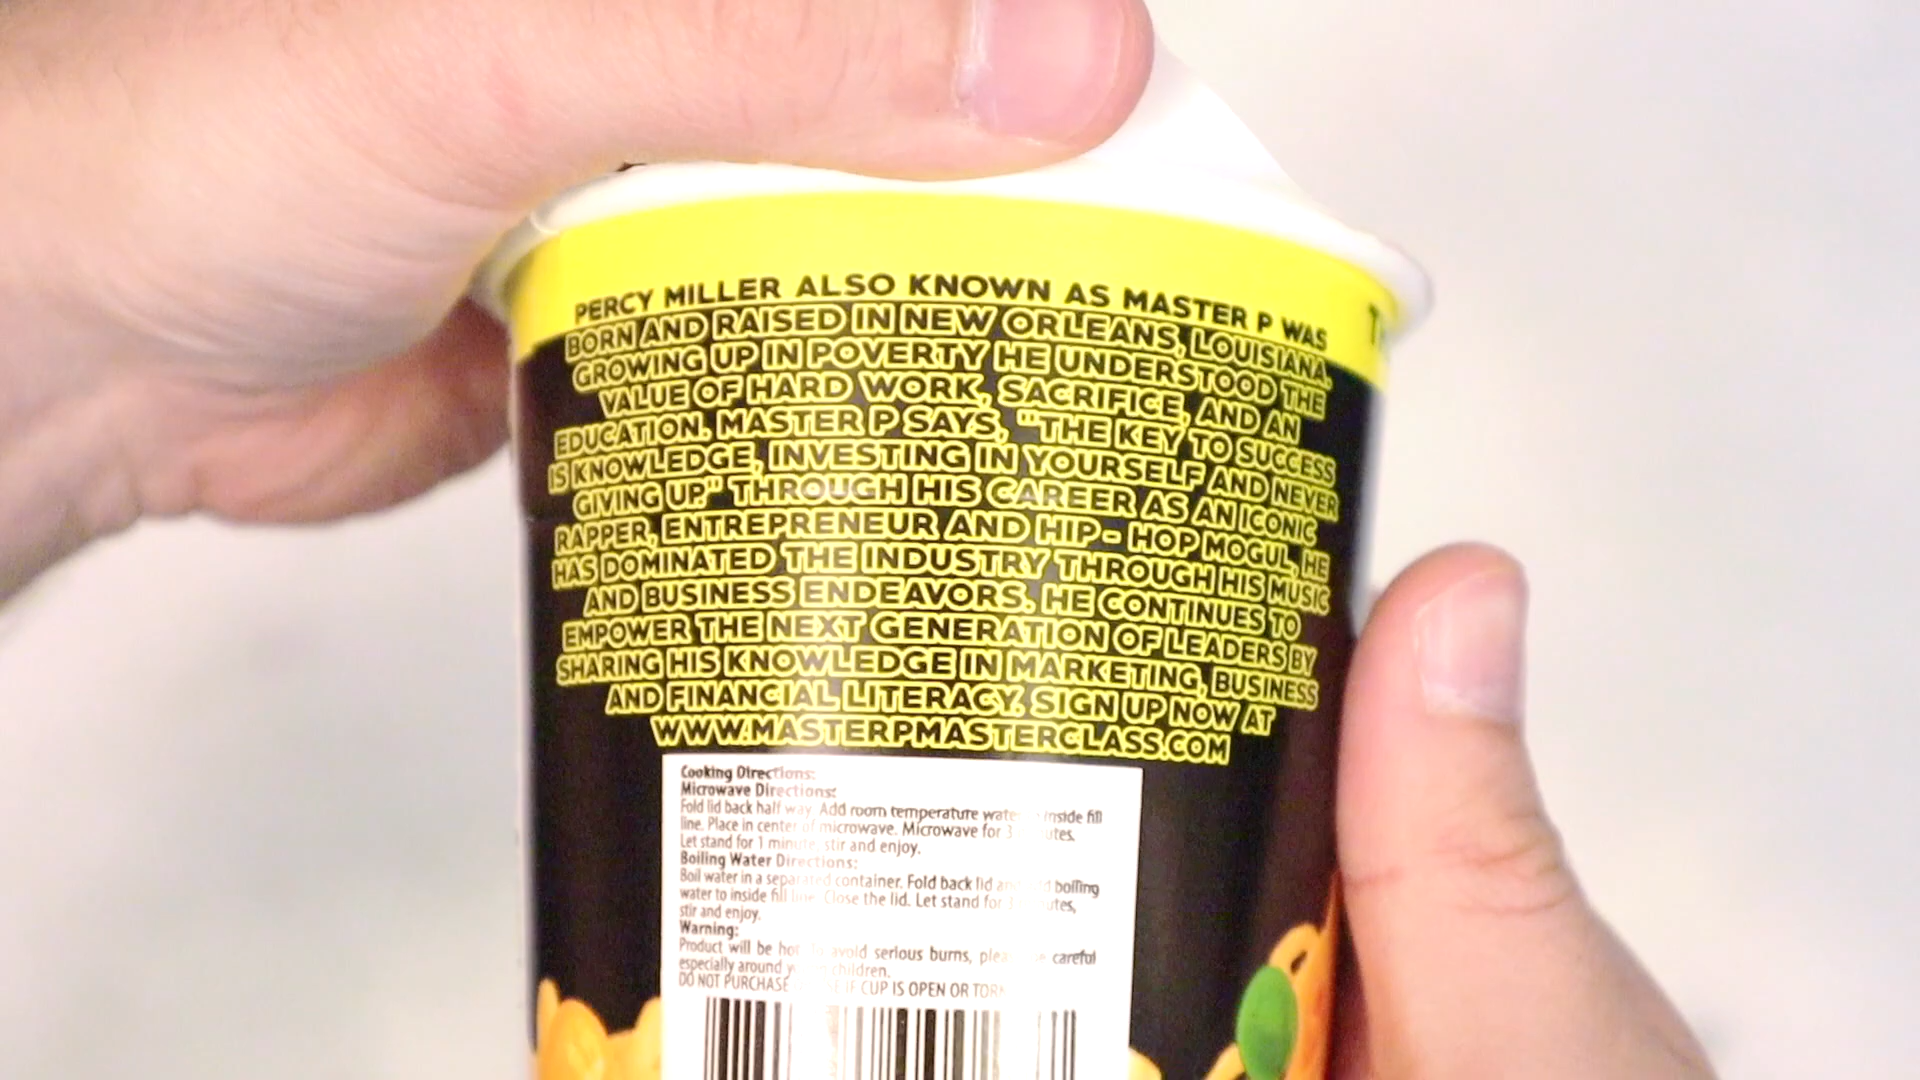 PERCY MILLER ALSO KNOWN AS MASTER P WAS
BORN AND RAISED IN NEW ORLEANS, LOUISIANA.
GROWING UP IN POVERTY HE UNDERSTOOD THE
VALUE OF HARD WORK, SACRIFICE, AND AN
EDUCATION. MASTER P SAYS, "THE KEY TO SUCCESS
IS KNOWLEDGE, INVESTING IN YOURSELF AND NEVER
GIVING UP." THROUGH HIS CAREER AS AN ICONIC
RAPPER, ENTREPRENEUR AND HIP - HOP MOGUL, HE
HAS DOMINATED THE INDUSTRY THROUGH HIS MUSIC
AND BUSINESS ENDEAVORS. HE CONTINUES TO
EMPOWER THE NEXT GENERATION OF LEADERS BY
SHARING HIS KNOWLEDGE IN MARKETING, BUSINESS
AND FINANCIAL LITERACY. SIGN UP NOW AT
WWW.MASTERPMASTERCLASS.COM
Cooking Directions:
Microwave Directions:
Fold lid back half way. Add room temperature inside fill
line. Place in center of microwave. Microwave for
Let stand for 1 minute, stir and enjoy.
Boiling Water Directions:
Boil water in a separated container. Fold back lid boiling
water to inside fill line. Close the lid. Let stand for
stir and enjoy.
Warning:
Product will be avoid serious burns, careful
especially around children.
DO NOT PURCHASE IF CUP IS OPEN OR TORN